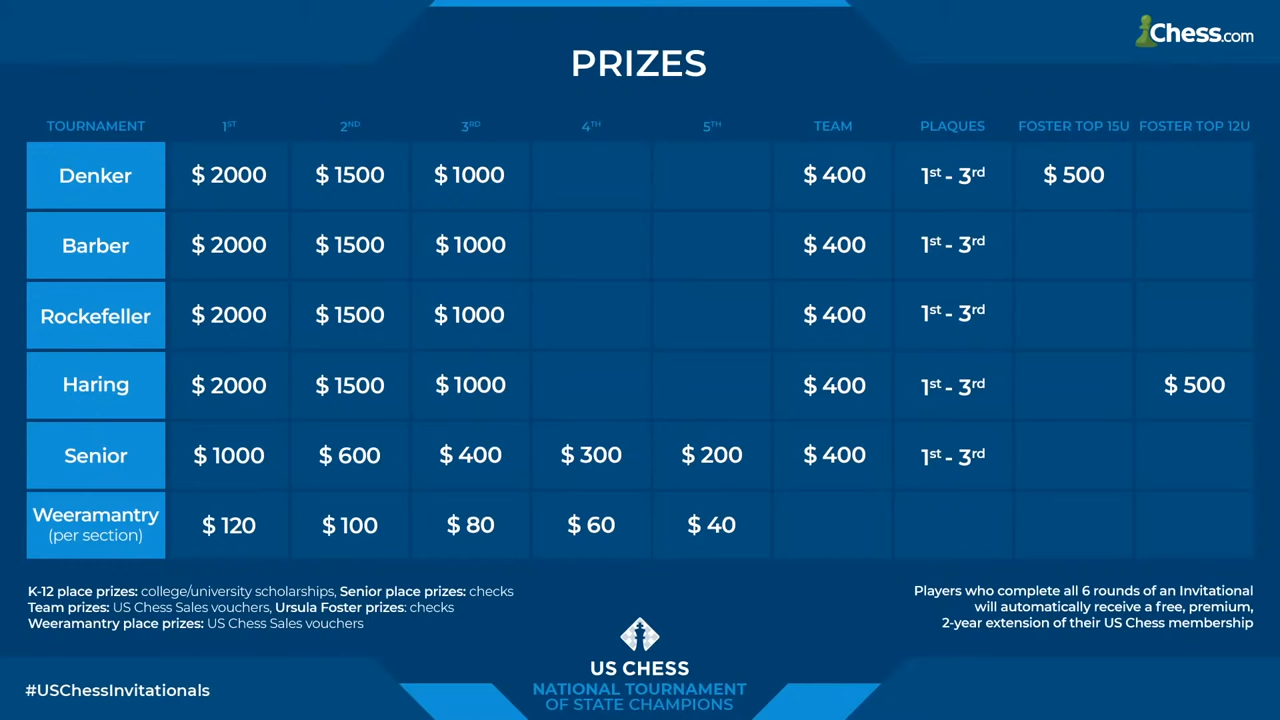 Chess.com
PRIZES
TOURNAMENT 1ST 2ND 3RD 4TH 5TH TEAM PLAQUES FOSTER TOP 15U FOSTER TOP 12U
Denker $ 2000 $ 1500 $ 1000 $ 400 1st - 3rd $ 500
Barber $ 2000 $ 1500 $ 1000 $ 400 1st - 3rd
Rockefeller $ 2000 $ 1500 $ 1000 $ 400 1st - 3rd
Haring $ 2000 $ 1500 $ 1000 $ 400 1st - 3rd $ 500
Senior $ 1000 $ 600 $ 400 $ 300 $ 200 $ 400 1st - 3rd
Weeramantry
(per section) $ 120 $ 100 $ 80 $ 60 $ 40
K-12 place prizes: college/university scholarships, Senior place prizes: checks
Team prizes: US Chess Sales vouchers, Ursula Foster prizes: checks
Weeramantry place prizes: US Chess Sales vouchers
Players who complete all 6 rounds of an Invitational
will automatically receive a free, premium,
2-year extension of their US Chess membership
US CHESS
NATIONAL TOURNAMENT
OF STATE CHAMPIONS
#USChessInvitationals